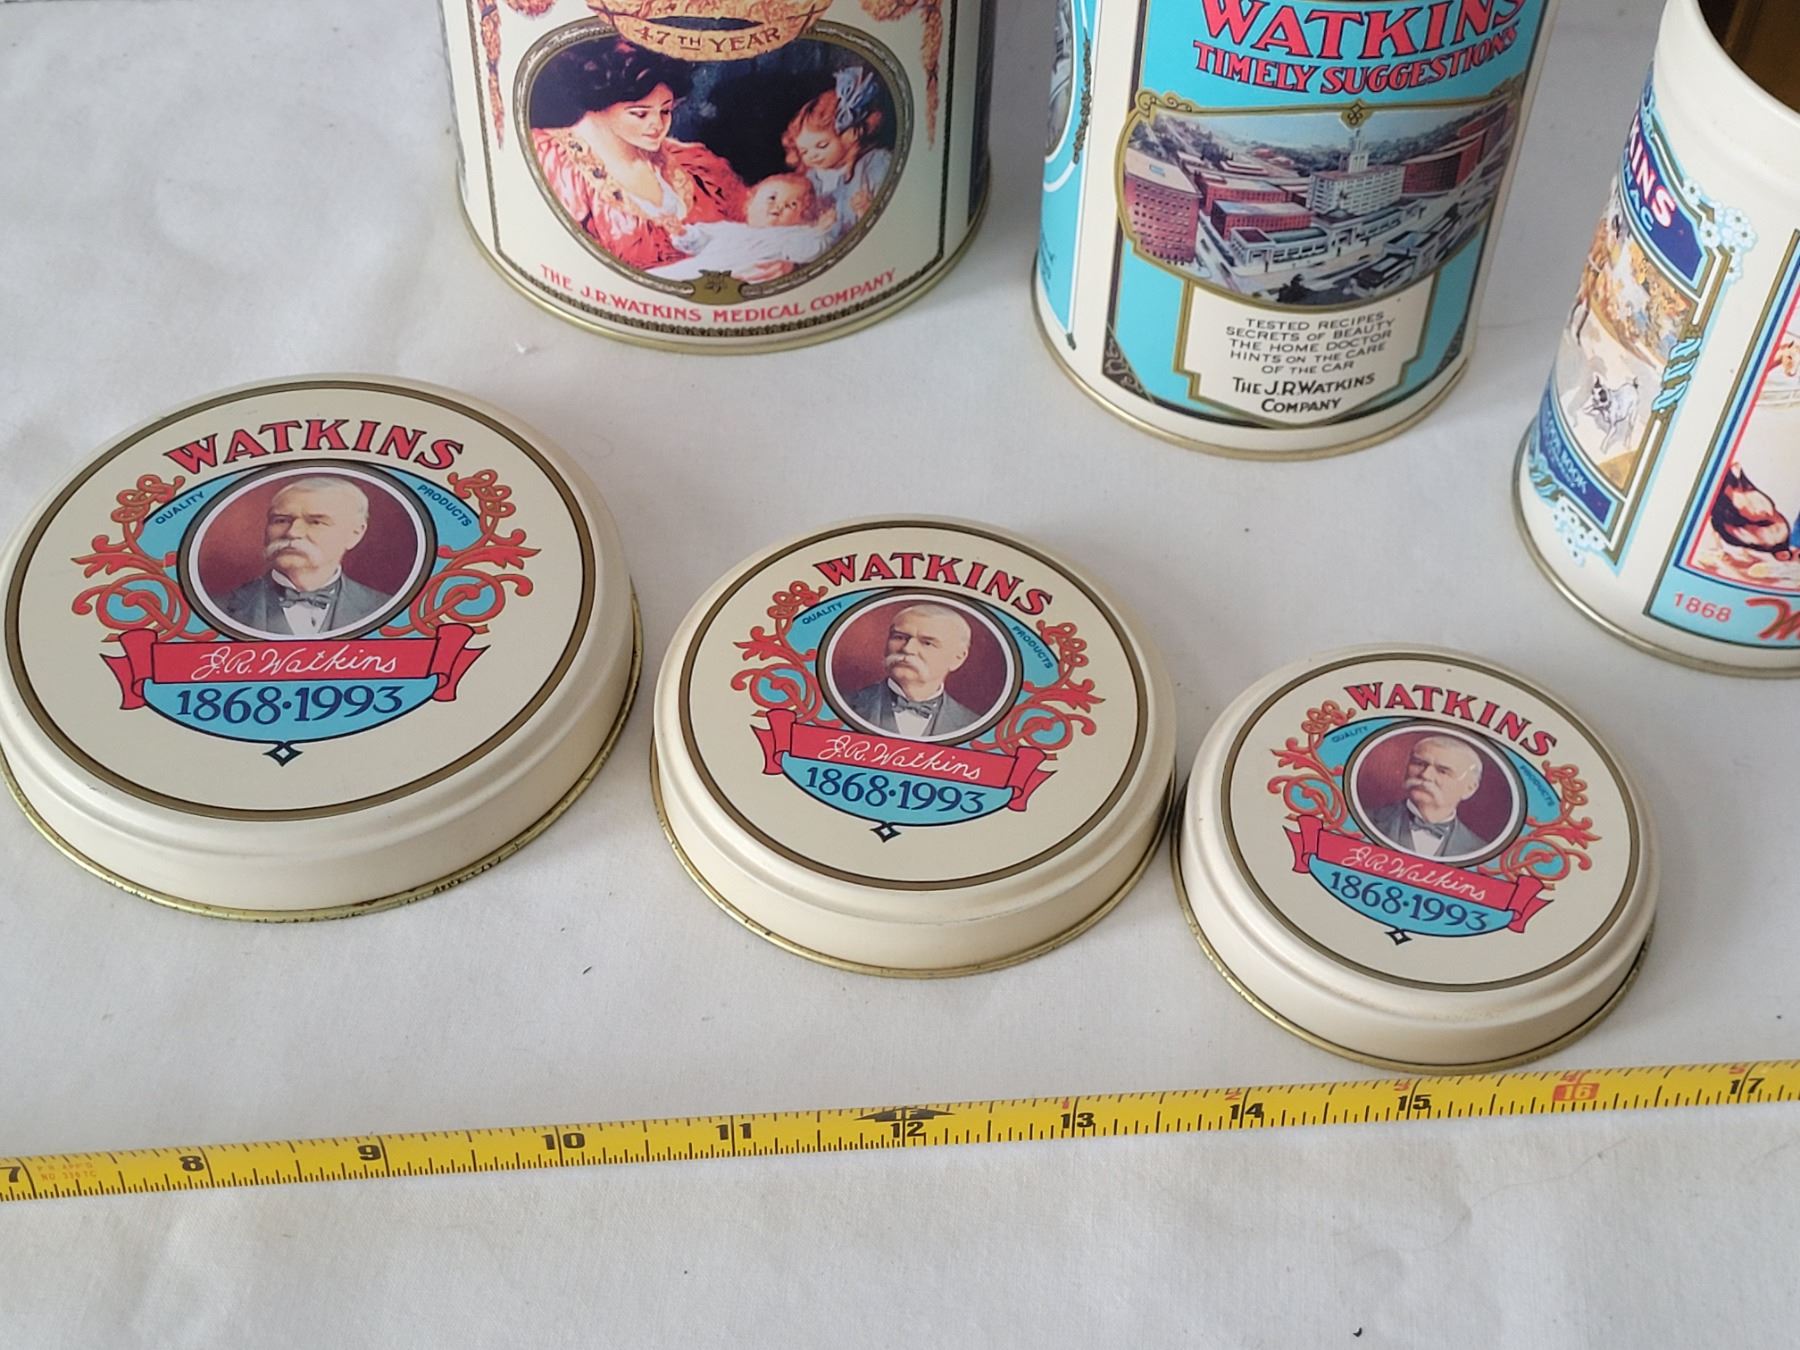 47TH YEAR
THE J.R.WATKINS MEDICAL COMPANY
WATKINS
TIMELY SUGGESTIONS
TESTED RECIPES
SECRETS OF BEAUTY
THE HOME DOCTOR
HINTS ON THE CARE
OF THE CAR
THE J.R.WATKINS
COMPANY
1868
WATKINS
QUALITY PRODUCTS
J.R. Watkins
1868·1993
WATKINS
QUALITY PRODUCTS
J.R. Watkins
1868·1993
WATKINS
QUALITY PRODUCTS
J.R. Watkins
1868·1993
7 8 9 10 11 12 13 14 15 16 17
1F